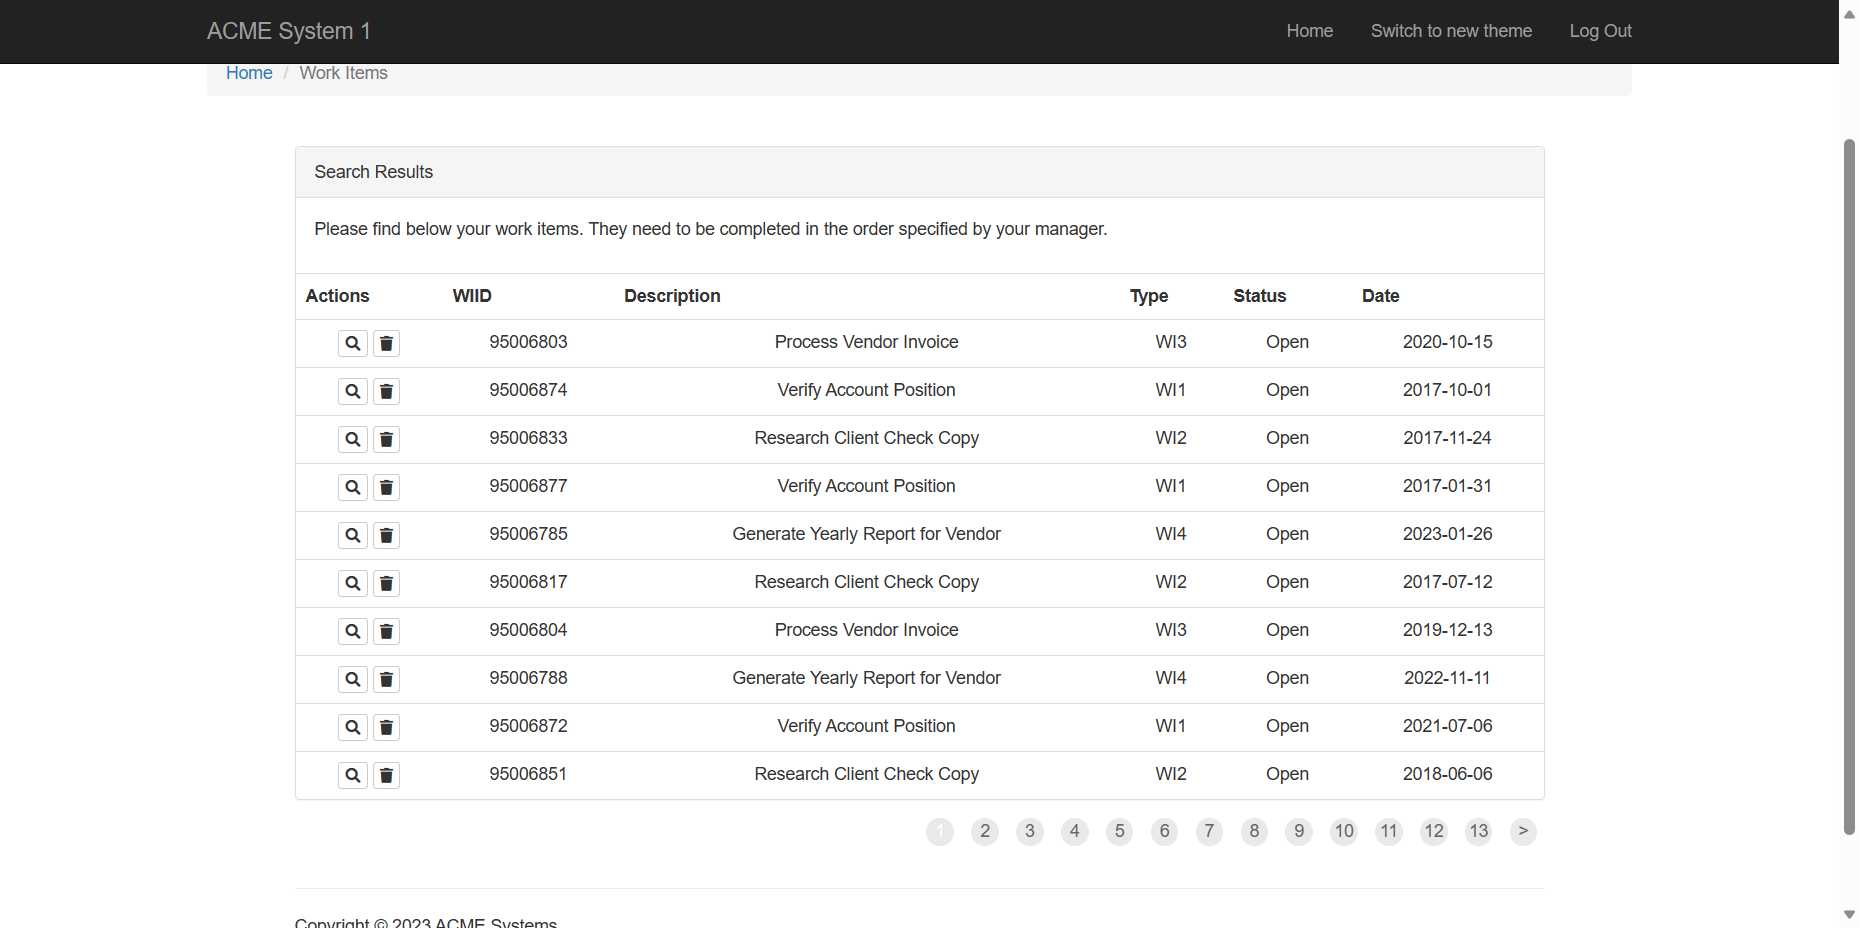 ACME System 1 Home Switch to new theme Log Out
Home / Work Items
Search Results
Please find below your work items. They need to be completed in the order specified by your manager.
Actions WIID Description Type Status Date
95006803 Process Vendor Invoice WI3 Open 2020-10-15
95006874 Verify Account Position WI1 Open 2017-10-01
95006833 Research Client Check Copy WI2 Open 2017-11-24
95006877 Verify Account Position WI1 Open 2017-01-31
95006785 Generate Yearly Report for Vendor WI4 Open 2023-01-26
95006817 Research Client Check Copy WI2 Open 2017-07-12
95006804 Process Vendor Invoice WI3 Open 2019-12-13
95006788 Generate Yearly Report for Vendor WI4 Open 2022-11-11
95006872 Verify Account Position WI1 Open 2021-07-06
95006851 Research Client Check Copy WI2 Open 2018-06-06
1 2 3 4 5 6 7 8 9 10 11 12 13 >
Copyright © 2023 ACME Systems